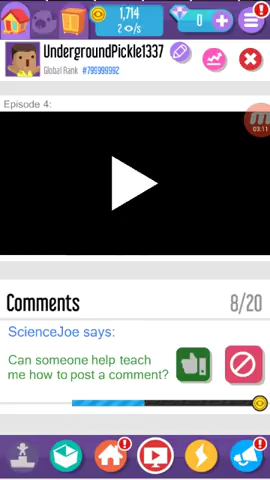 1,714
2 /s
0
UndergroundPickle1337
Global Rank #799999992
03:11
Episode 4:
Comments 8/20
ScienceJoe says:
Can someone help teach
me how to post a comment?